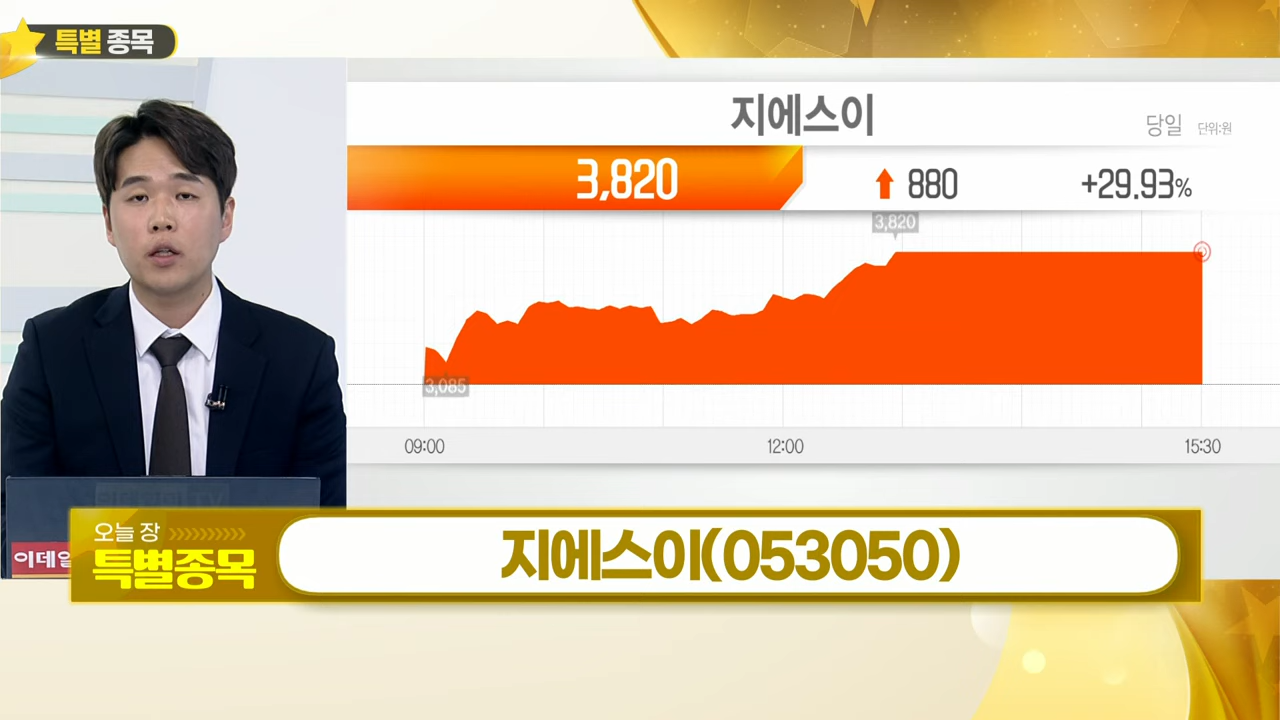 특별 종목
지에스이
당일 단위:원
3,820 880 +29.93%
3,820
3,085
09:00 12:00 15:30
오늘 장
특별종목
지에스이(053050)
이데일